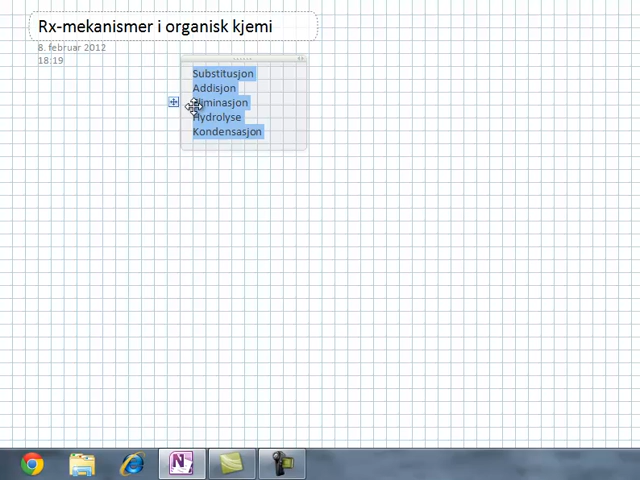 Rx-mekanismer i organisk kjemi
8. februar 2012
18:19
Substitusjon
Addisjon
Eliminasjon
Hydrolyse
Kondensasjon